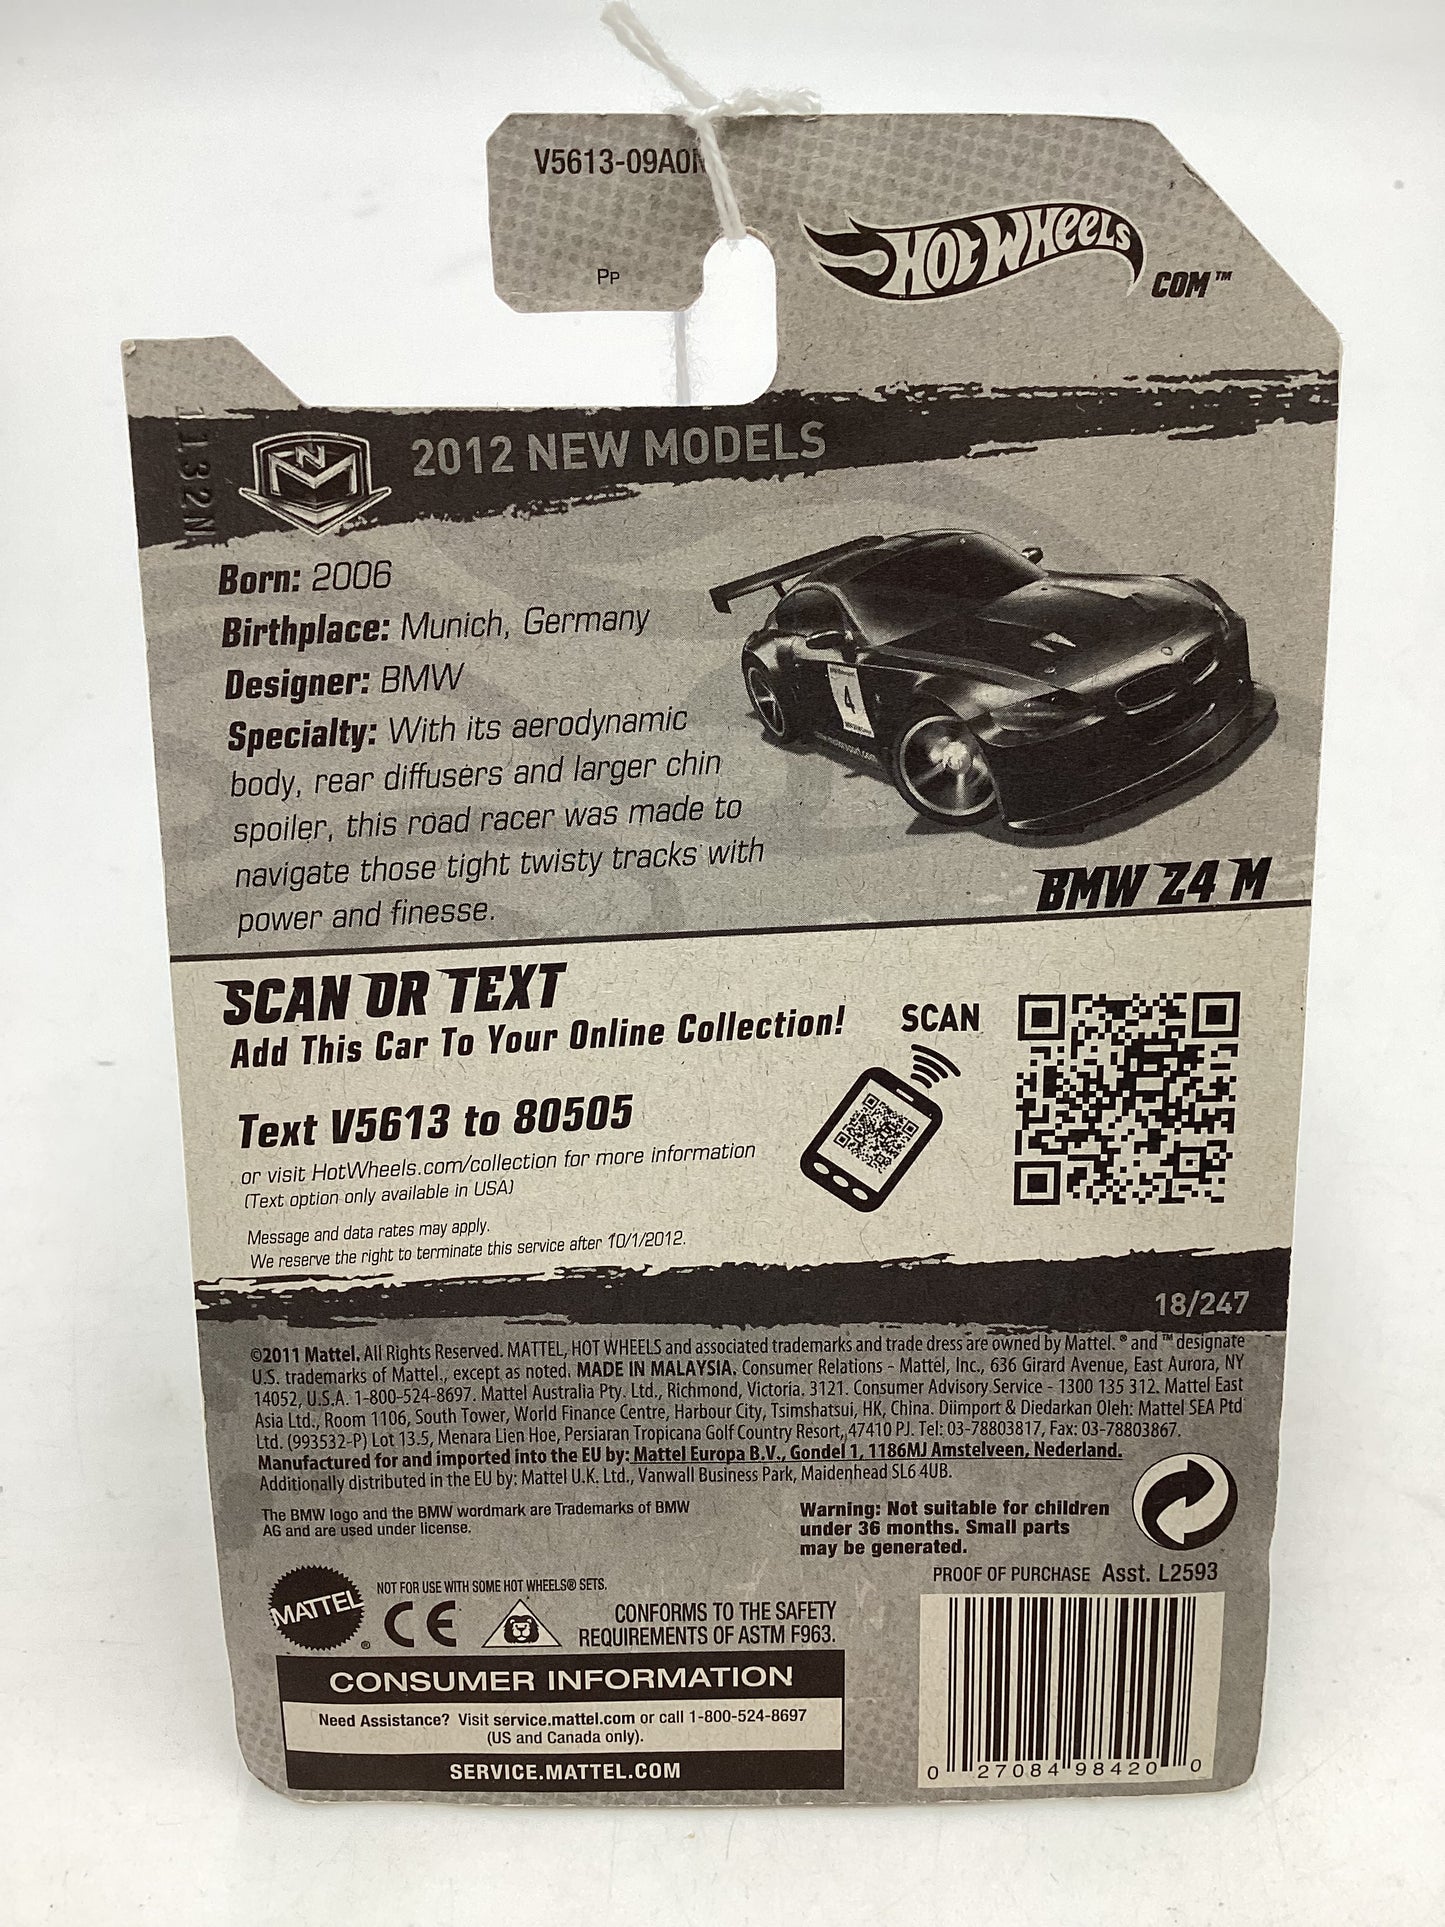 V5613-09A0
Pp
HOT WHEELS
COM™
1132N
NM
2012 NEW MODELS
Born: 2006
Birthplace: Munich, Germany
Designer: BMW
Specialty: With its aerodynamic
body, rear diffusers and larger chin
spoiler, this road racer was made to
navigate those tight twisty tracks with
power and finesse.
4
BMW Z4 M
SCAN OR TEXT
Add This Car To Your Online Collection!
SCAN
Text V5613 to 80505
or visit HotWheels.com/collection for more information
(Text option only available in USA)
Message and data rates may apply.
We reserve the right to terminate this service after 10/1/2012.
18/247
©2011 Mattel. All Rights Reserved. MATTEL, HOT WHEELS and associated trademarks and trade dress are owned by Mattel. ® and ™ designate
U.S. trademarks of Mattel., except as noted. MADE IN MALAYSIA. Consumer Relations - Mattel, Inc., 636 Girard Avenue, East Aurora, NY
14052, U.S.A. 1-800-524-8697. Mattel Australia Pty. Ltd., Richmond, Victoria. 3121. Consumer Advisory Service - 1300 135 312. Mattel East
Asia Ltd., Room 1106, South Tower, World Finance Centre, Harbour City, Tsimshatsui, HK, China. Diimport & Diedarkan Oleh: Mattel SEA Ptd
Ltd. (993532-P) Lot 13.5, Menara Lien Hoe, Persiaran Tropicana Golf Country Resort, 47410 PJ. Tel: 03-78803817, Fax: 03-78803867.
Manufactured for and imported into the EU by: Mattel Europa B.V., Gondel 1, 1186MJ Amstelveen, Nederland.
Additionally distributed in the EU by: Mattel U.K. Ltd., Vanwall Business Park, Maidenhead SL6 4UB.
The BMW logo and the BMW wordmark are Trademarks of BMW
AG and are used under license.
Warning: Not suitable for children
under 36 months. Small parts
may be generated.
PROOF OF PURCHASE Asst. L2593
MATTEL ®
NOT FOR USE WITH SOME HOT WHEELS® SETS.
CE
CONFORMS TO THE SAFETY
REQUIREMENTS OF ASTM F963.
CONSUMER INFORMATION
Need Assistance? Visit service.mattel.com or call 1-800-524-8697
(US and Canada only).
SERVICE.MATTEL.COM
0 27084 98420 0